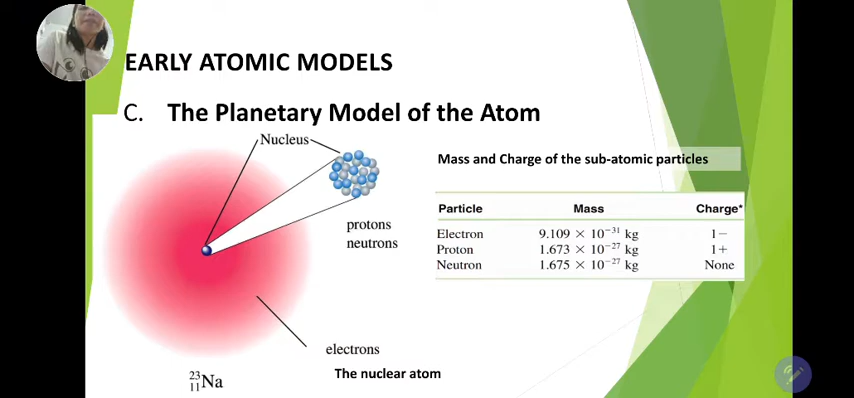 EARLY ATOMIC MODELS
C. The Planetary Model of the Atom
Nucleus
protons
neutrons
electrons
The nuclear atom
²³₁₁Na
Mass and Charge of the sub-atomic particles
Particle Mass Charge*
Electron 9.109 × 10⁻³¹ kg 1−
Proton 1.673 × 10⁻²⁷ kg 1+
Neutron 1.675 × 10⁻²⁷ kg None